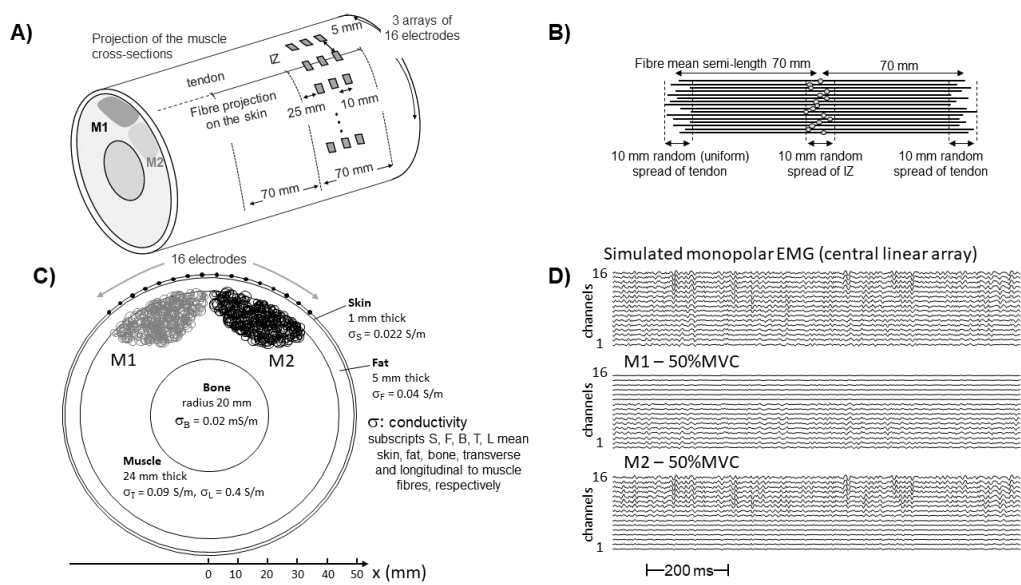 A)
Projection of the muscle
cross-sections
3 arrays of
16 electrodes
5 mm
IZ
tendon
Fibre projection
on the skin
25 mm
10 mm
M1
M2
70 mm
70 mm
B)
Fibre mean semi-length 70 mm
70 mm
10 mm random (uniform)
spread of tendon
10 mm random
spread of IZ
10 mm random
spread of tendon
C)
16 electrodes
M1
M2
Skin
1 mm thick
σS = 0.022 S/m
Fat
5 mm thick
σF = 0.04 S/m
Bone
radius 20 mm
σB = 0.02 mS/m
σ: conductivity
subscripts S, F, B, T, L mean
skin, fat, bone, transverse
and longitudinal to muscle
fibres, respectively
Muscle
24 mm thick
σT = 0.09 S/m, σL = 0.4 S/m
0 10 20 30 40 50 x (mm)
D)
Simulated monopolar EMG (central linear array)
16
channels
1
M1 – 50%MVC
16
channels
1
M2 – 50%MVC
16
channels
1
200 ms